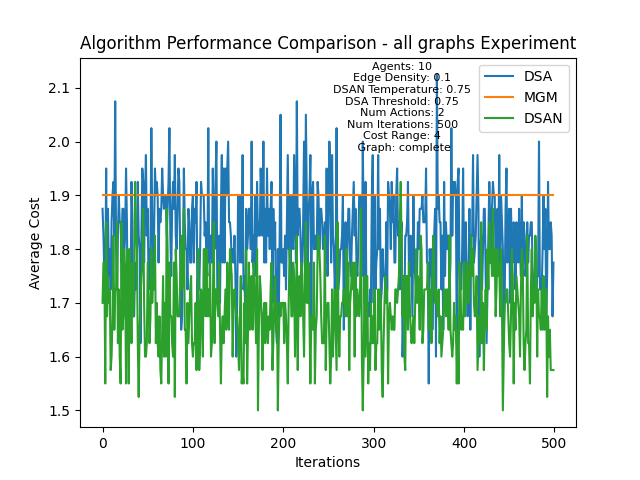 Algorithm Performance Comparison - all graphs Experiment
Agents: 10
Edge Density: 0.1
DSAN Temperature: 0.75
DSA Threshold: 0.75
Num Actions: 2
Num Iterations: 500
Cost Range: 4
Graph: complete
DSA
MGM
DSAN
Average Cost
2.1
2.0
1.9
1.8
1.7
1.6
1.5
0 100 200 300 400 500
Iterations